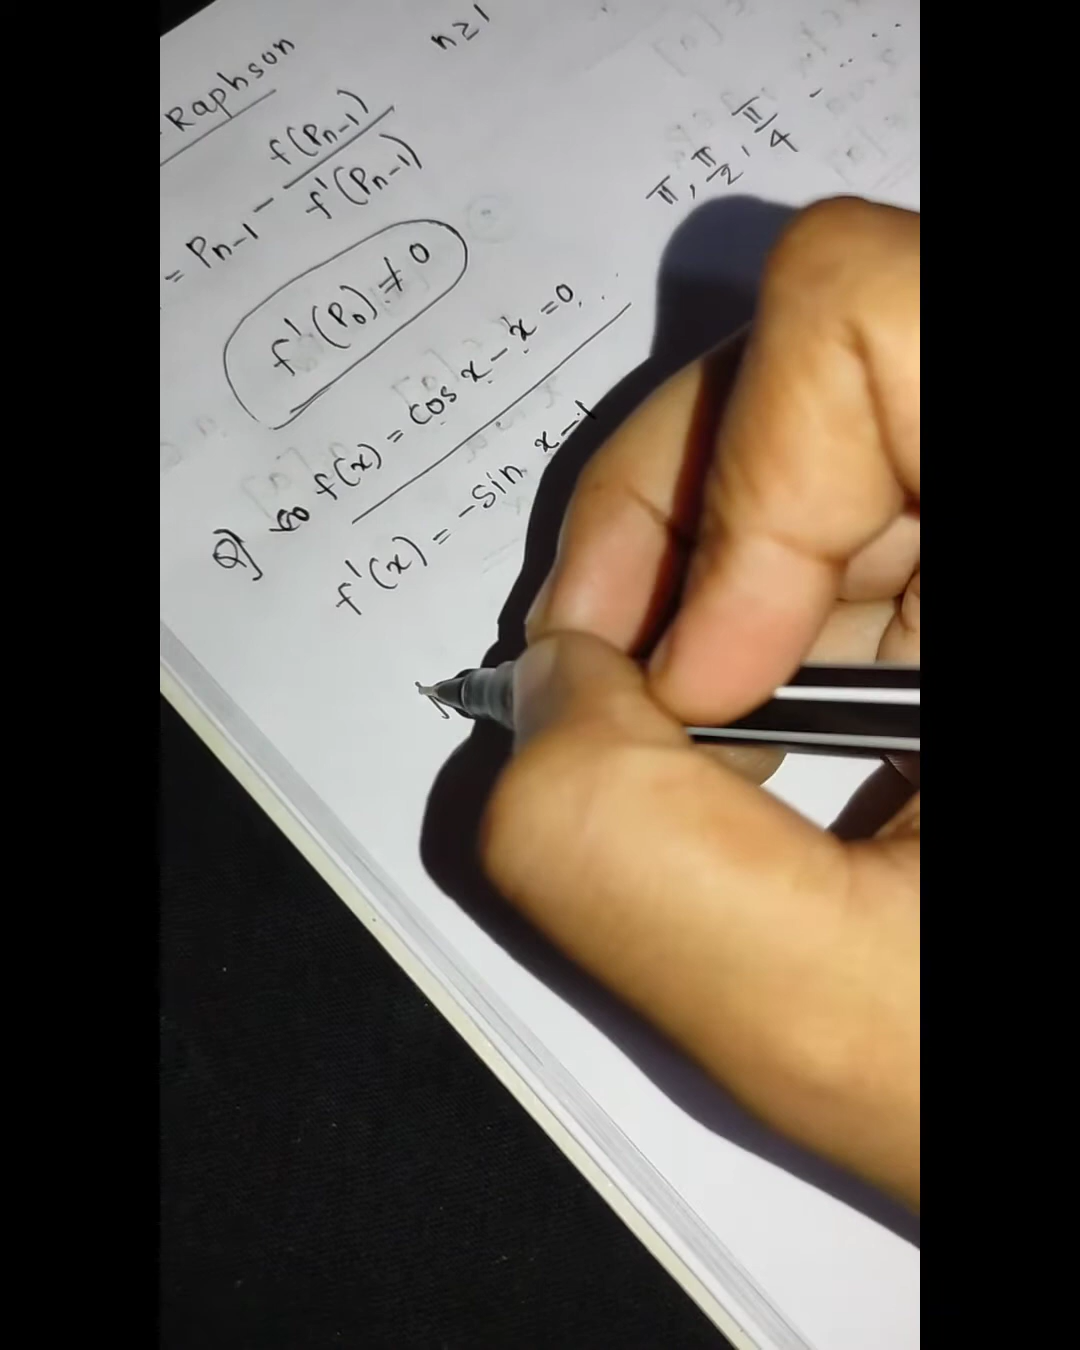 Raphson
n ≥ 1
= Pn-1 - f(Pn-1) / f'(Pn-1)
π, π/2, π/4 - ....
f'(P0) ≠ 0
Q) f(x) = cos x - x = 0
f'(x) = -sin x - 1